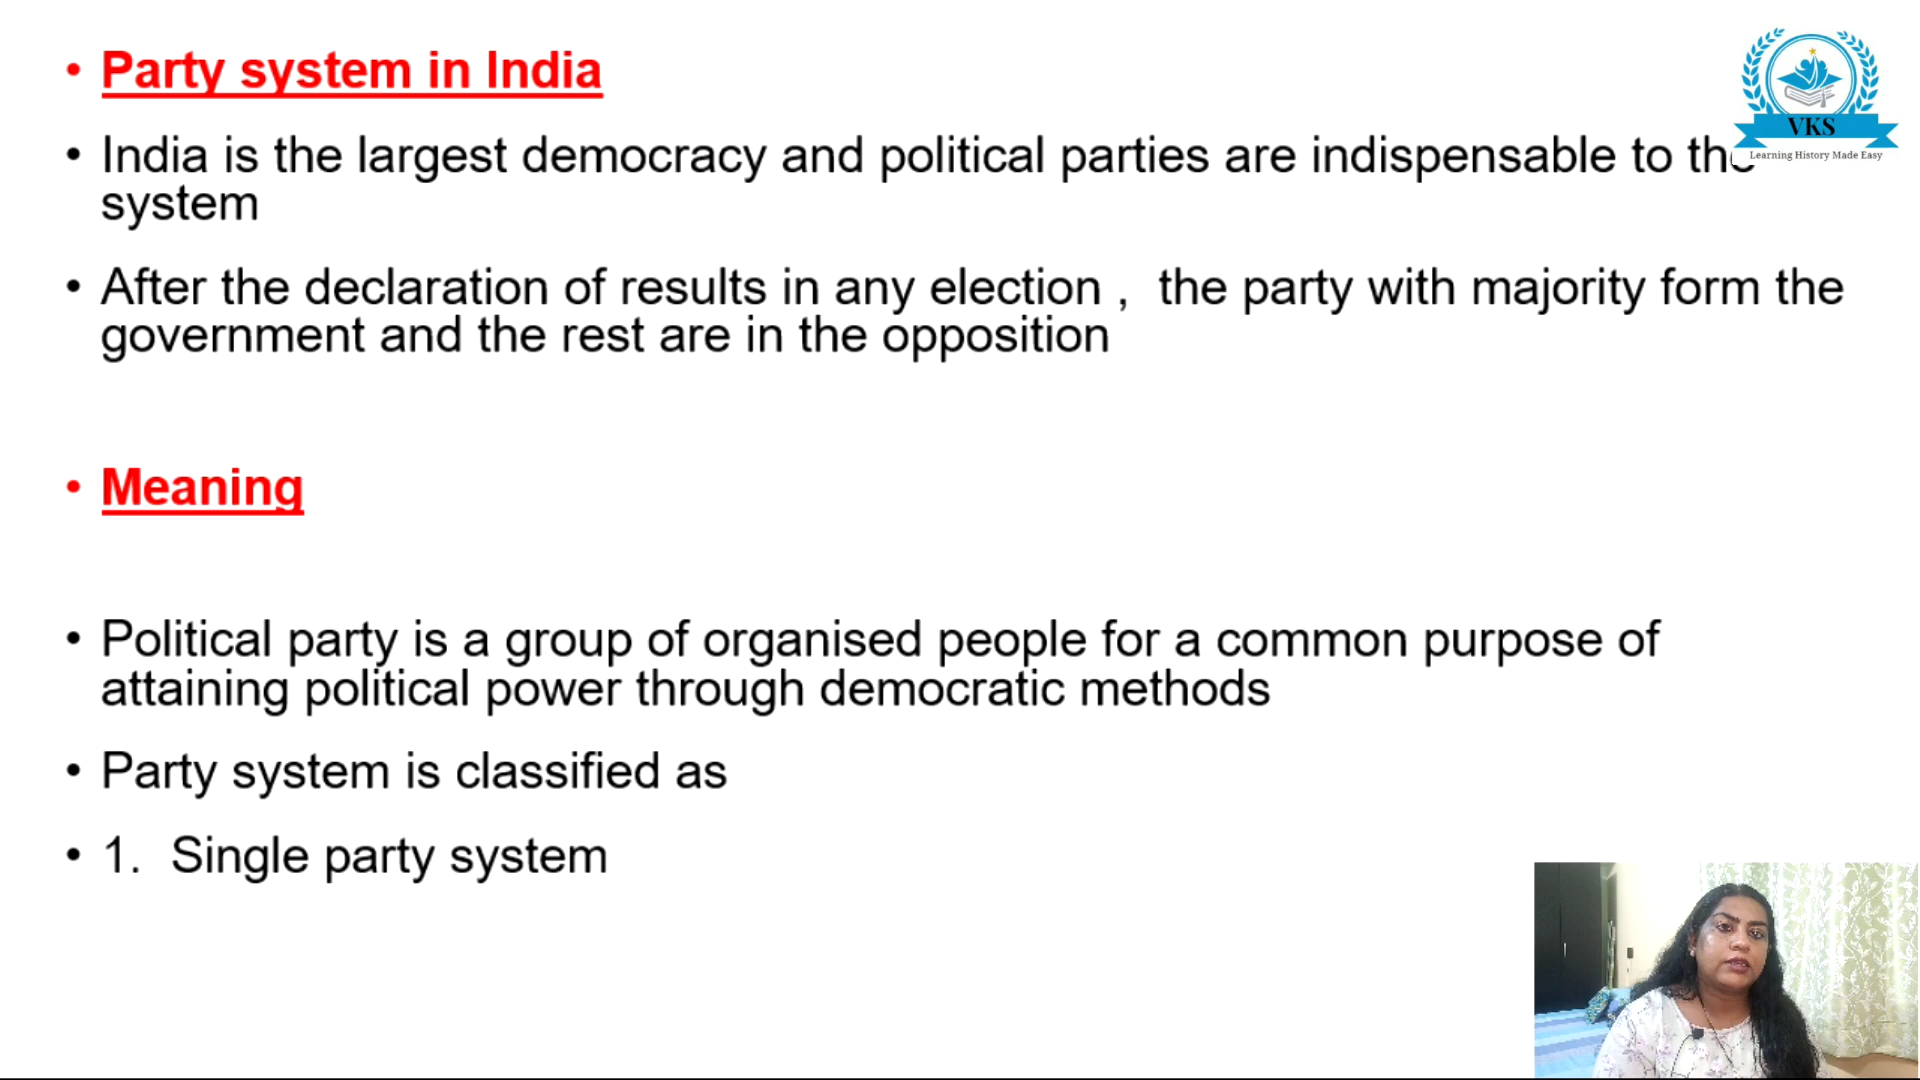 • Party system in India
• India is the largest democracy and political parties are indispensable to the
system
• After the declaration of results in any election ,  the party with majority form the
government and the rest are in the opposition
• Meaning
• Political party is a group of organised people for a common purpose of
attaining political power through democratic methods
• Party system is classified as
• 1.  Single party system
VKS
Learning History Made Easy